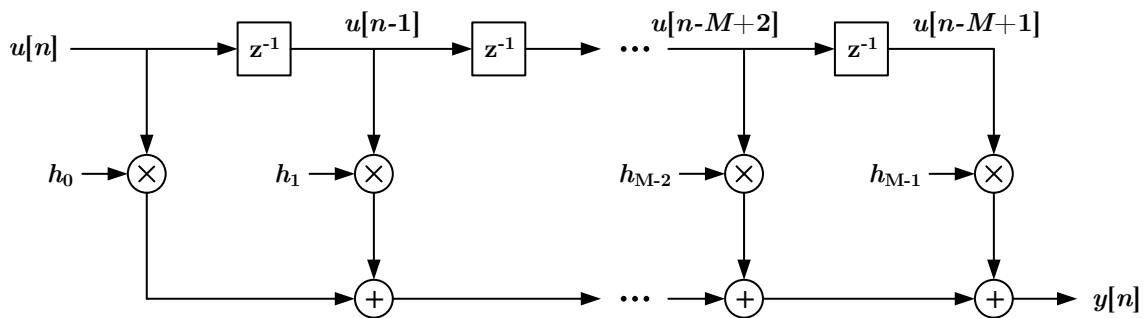 u[n] z⁻¹ u[n-1] z⁻¹ ••• u[n-M+2] z⁻¹ u[n-M+1]
h₀ × h₁ × h_M-2 × h_M-1 ×
+ ••• + + y[n]